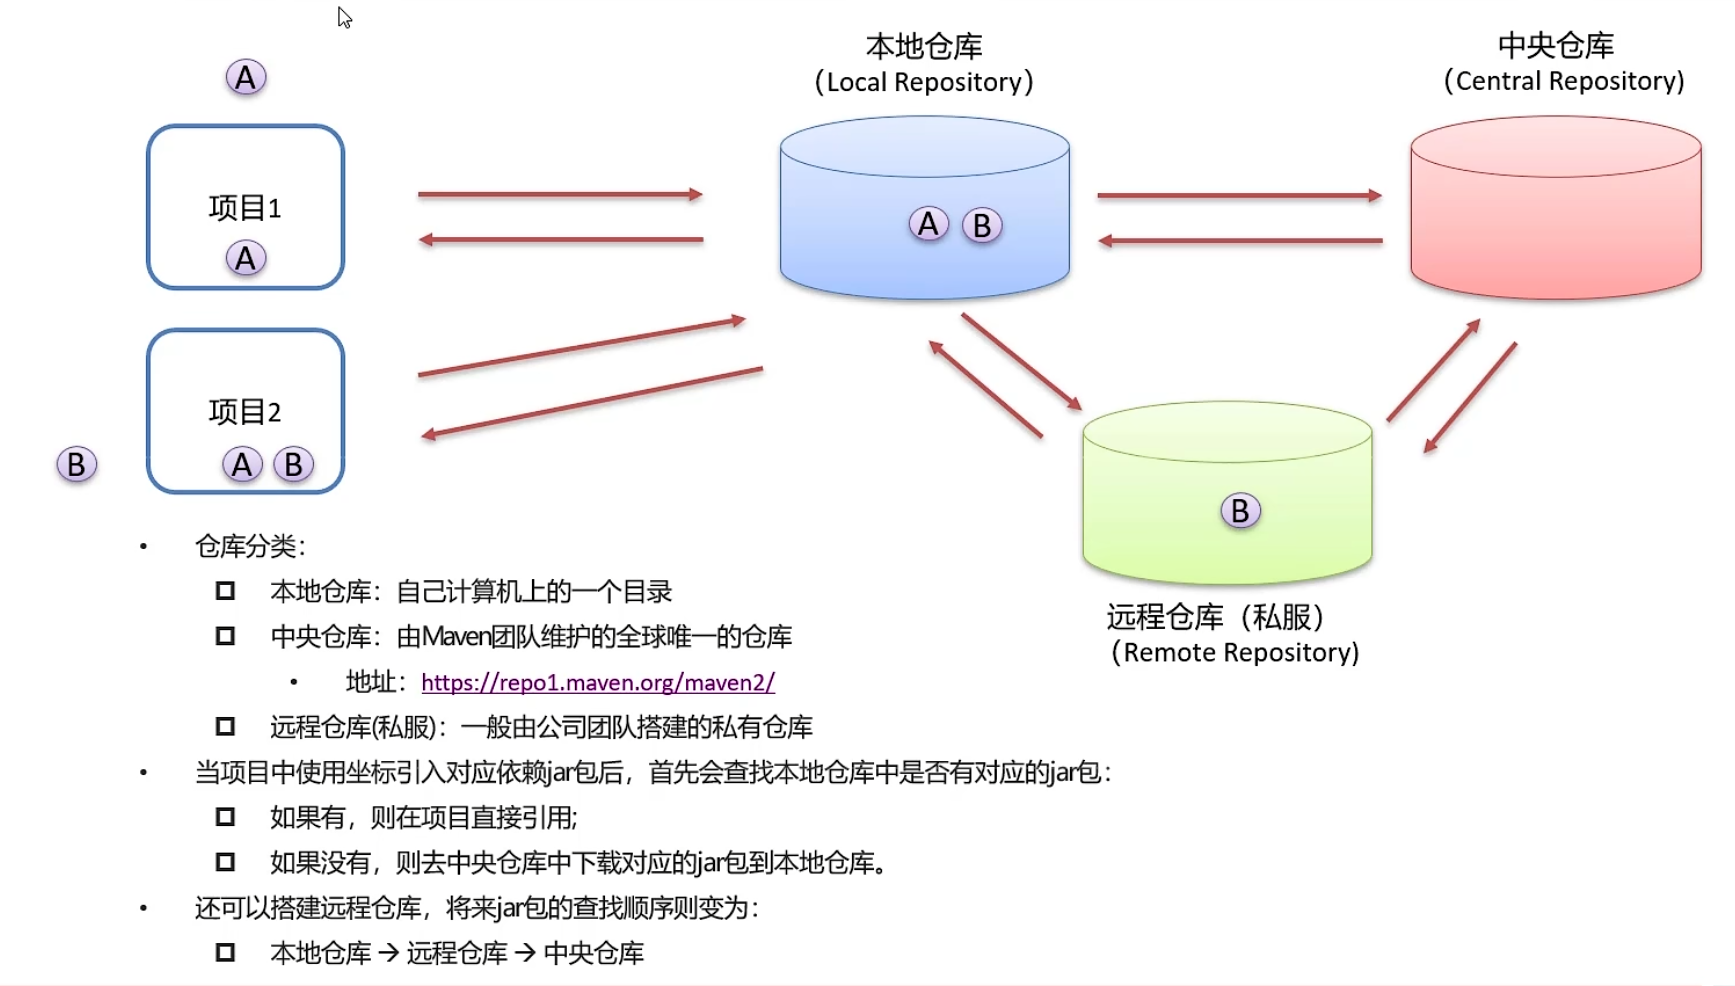 本地仓库
（Local Repository）
中央仓库
（Central Repository)
A
项目1
A
A B
项目2
A B
B
B
远程仓库（私服）
（Remote Repository)
• 仓库分类：
本地仓库：自己计算机上的一个目录
中央仓库：由Maven团队维护的全球唯一的仓库
• 地址：https://repo1.maven.org/maven2/
远程仓库(私服)：一般由公司团队搭建的私有仓库
• 当项目中使用坐标引入对应依赖jar包后，首先会查找本地仓库中是否有对应的jar包：
如果有，则在项目直接引用;
如果没有，则去中央仓库中下载对应的jar包到本地仓库。
• 还可以搭建远程仓库，将来jar包的查找顺序则变为：
本地仓库 → 远程仓库 → 中央仓库